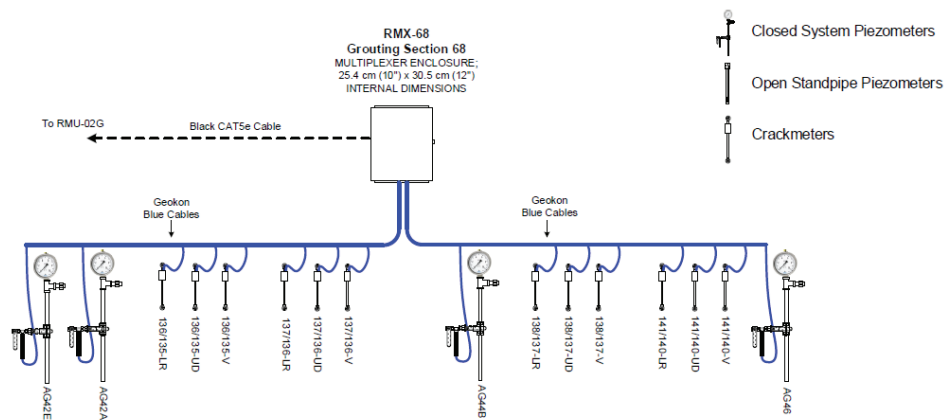 RMX-68
Grouting Section 68
MULTIPLEXER ENCLOSURE;
25.4 cm (10") x 30.5 cm (12")
INTERNAL DIMENSIONS
Closed System Piezometers
Open Standpipe Piezometers
Crackmeters
To RMU-02G
Black CAT5e Cable
Geokon
Blue Cables
Geokon
Blue Cables
AG42E
AG42A
136/135-LR
136/135-UD
136/135-V
137/136-LR
137/136-UD
137/136-V
AG44B
138/137-LR
138/137-UD
138/137-V
141/140-LR
141/140-UD
141/140-V
AG46